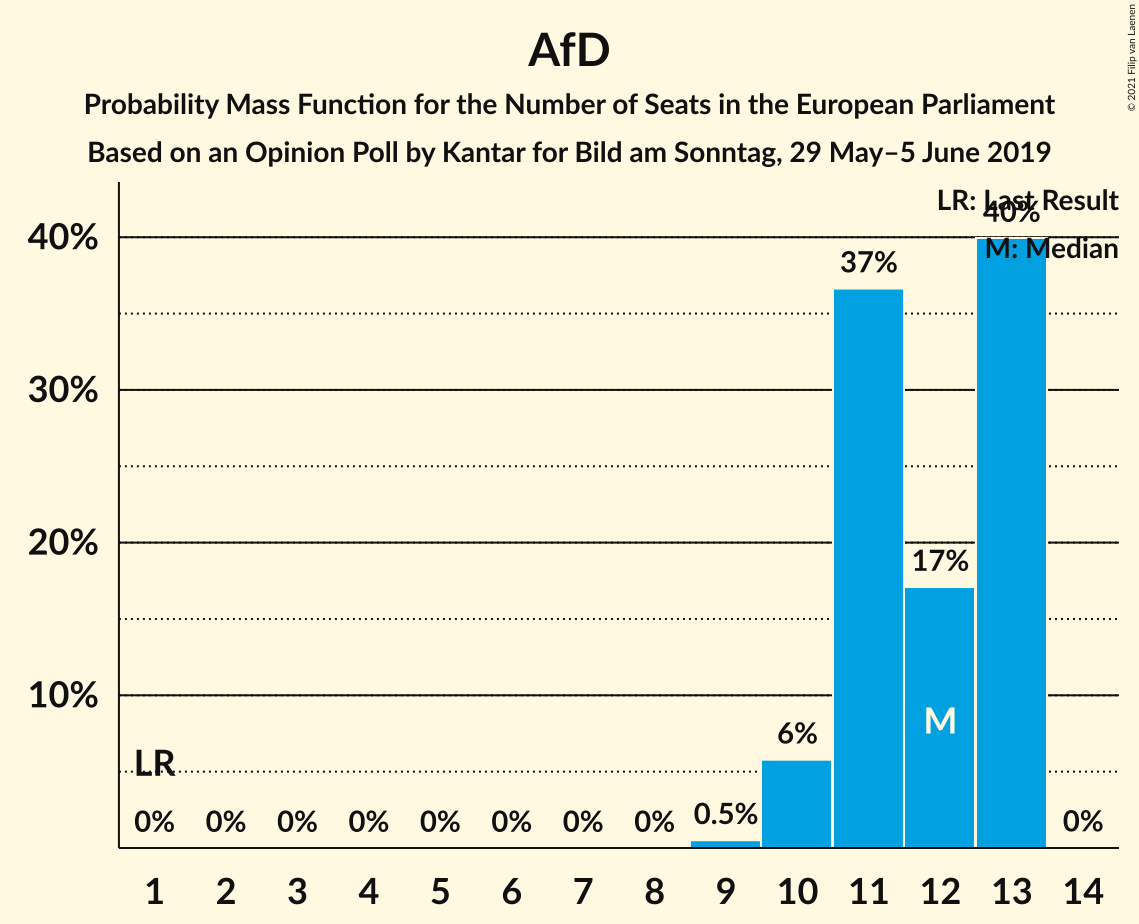 AfD
Probability Mass Function for the Number of Seats in the European Parliament
Based on an Opinion Poll by Kantar for Bild am Sonntag, 29 May–5 June 2019
© 2021 Filip van Laenen
LR: Last Result
M: Median
40%
30%
20%
10%
LR
0%
0%
0%
0%
0%
0%
0%
0%
0.5%
6%
37%
17%
M
40%
0%
1 2 3 4 5 6 7 8 9 10 11 12 13 14